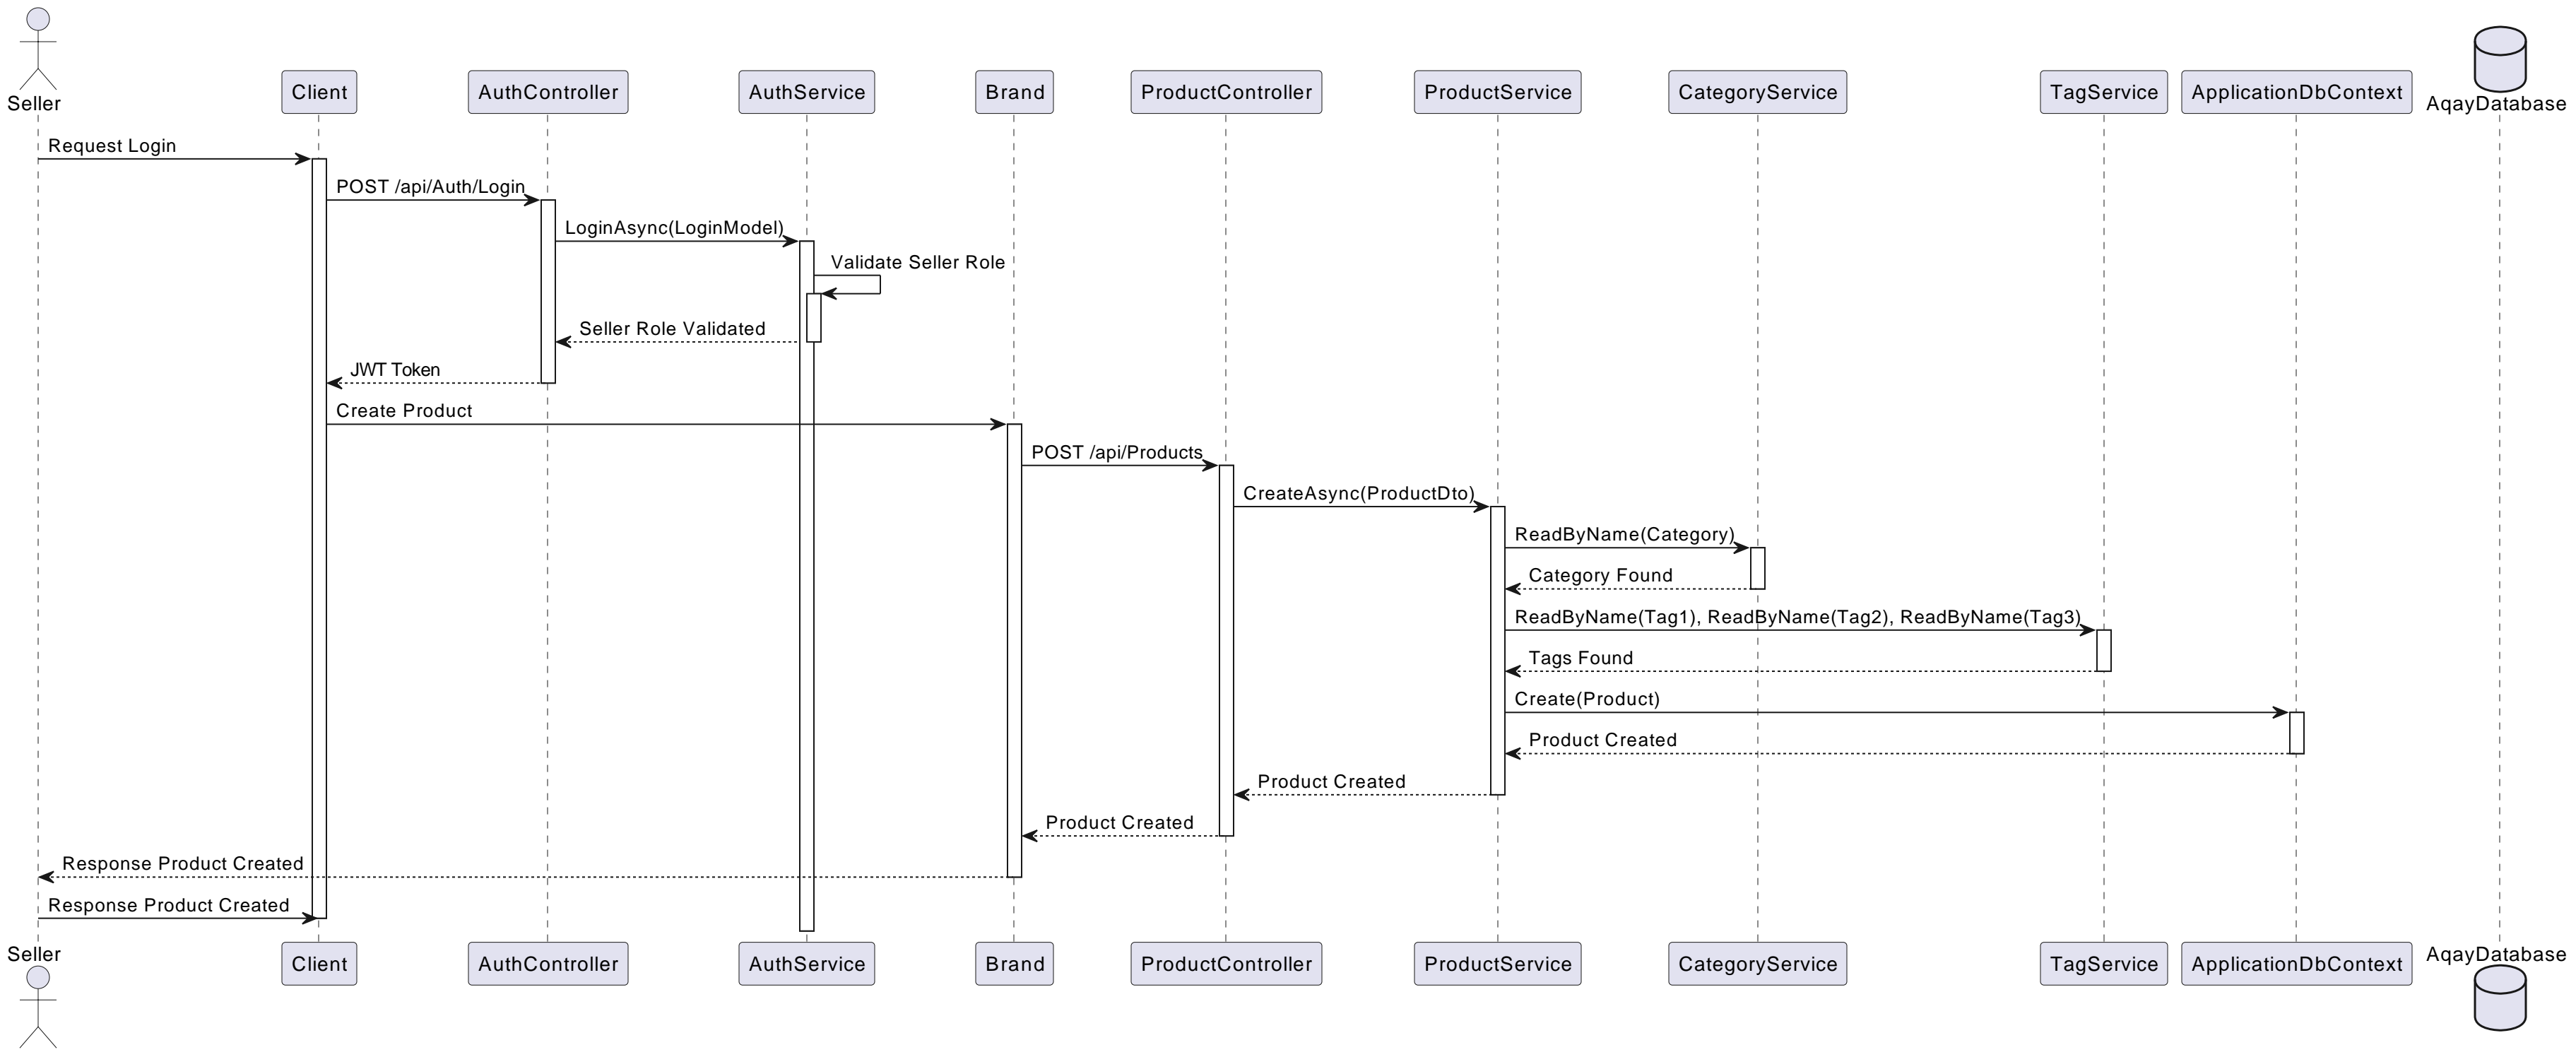 Seller
Client
AuthController
AuthService
Brand
ProductController
ProductService
CategoryService
TagService
ApplicationDbContext
AqayDatabase
Request Login
POST /api/Auth/Login
LoginAsync(LoginModel)
Validate Seller Role
Seller Role Validated
JWT Token
Create Product
POST /api/Products
CreateAsync(ProductDto)
ReadByName(Category)
Category Found
ReadByName(Tag1), ReadByName(Tag2), ReadByName(Tag3)
Tags Found
Create(Product)
Product Created
Product Created
Product Created
Response Product Created
Response Product Created
Seller
Client
AuthController
AuthService
Brand
ProductController
ProductService
CategoryService
TagService
ApplicationDbContext
AqayDatabase